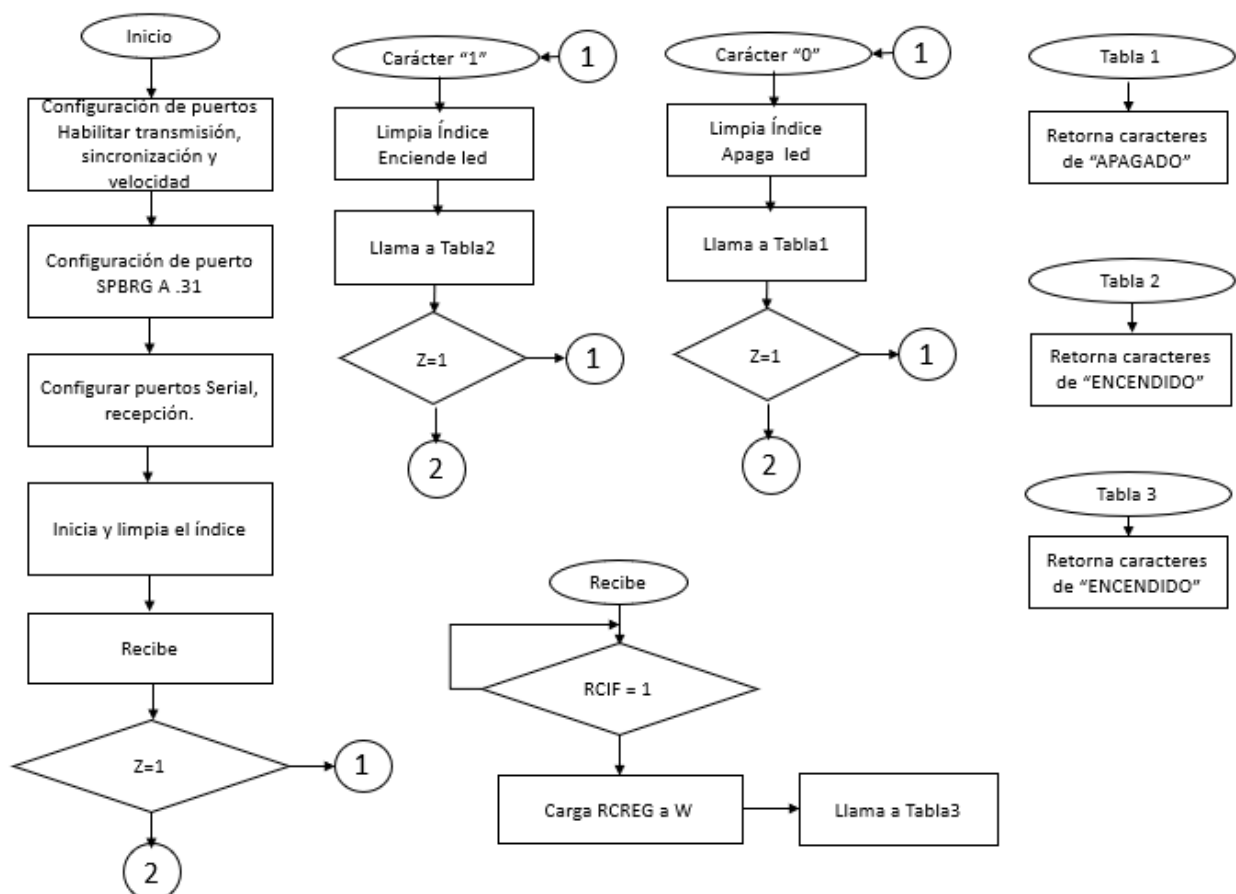 Inicio
Configuración de puertos
Habilitar transmisión,
sincronización y
velocidad
Configuración de puerto
SPBRG A .31
Configurar puertos Serial,
recepción.
Inicia y limpia el índice
Recibe
Z=1
1
2
Carácter “1”
1
Limpia Índice
Enciende led
Llama a Tabla2
Z=1
1
2
Carácter “0”
1
Limpia Índice
Apaga led
Llama a Tabla1
Z=1
1
2
Recibe
RCIF = 1
Carga RCREG a W
Llama a Tabla3
Tabla 1
Retorna caracteres
de “APAGADO”
Tabla 2
Retorna caracteres
de “ENCENDIDO”
Tabla 3
Retorna caracteres
de “ENCENDIDO”